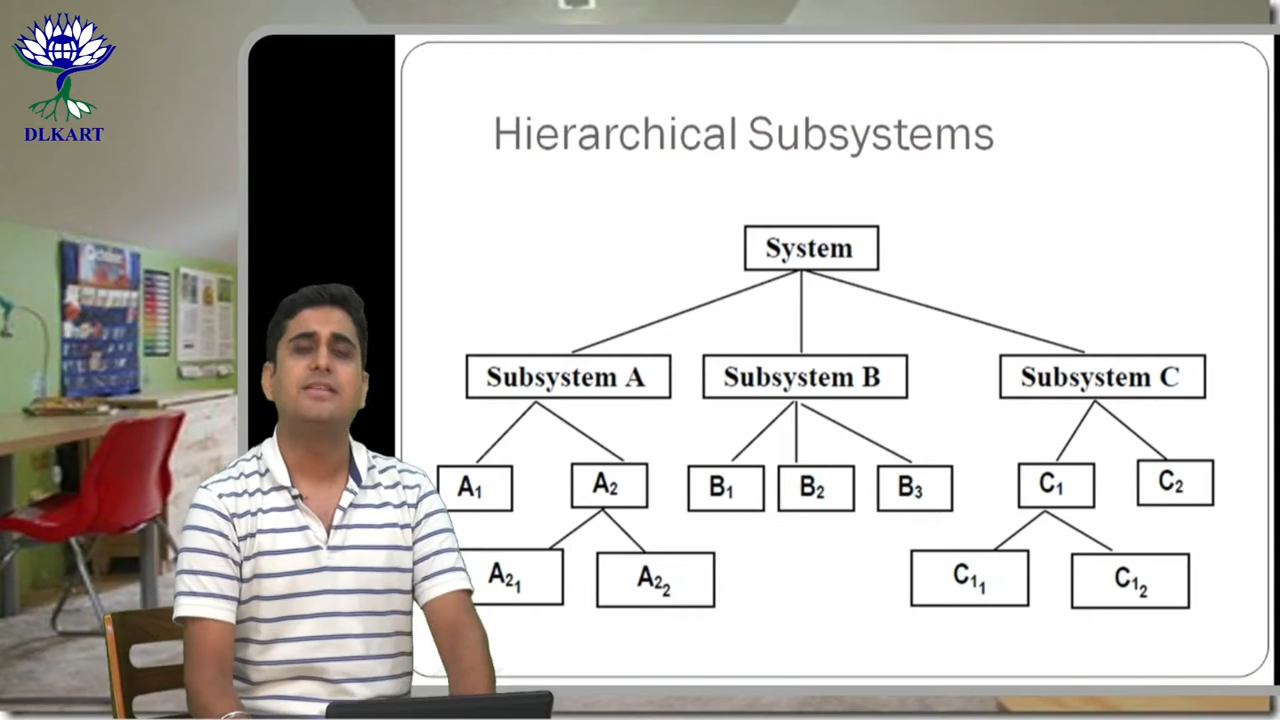 DLKART
Hierarchical Subsystems
System
Subsystem A
Subsystem B
Subsystem C
A₁
A₂
B₁
B₂
B₃
C₁
C₂
A₂₁
A₂₂
C₁₁
C₁₂